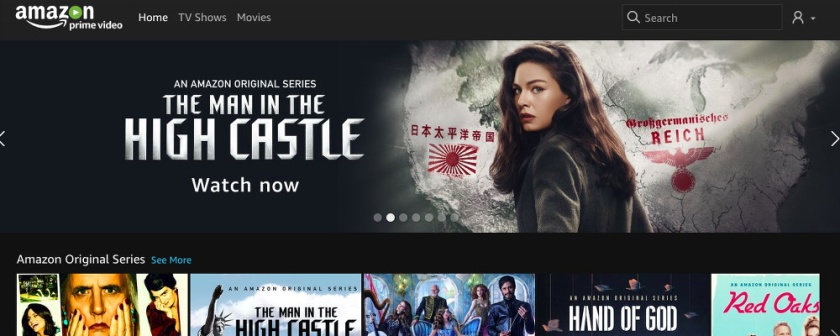 amazon
prime video
Home TV Shows Movies
Search
AN AMAZON ORIGINAL SERIES
THE MAN IN THE
HIGH CASTLE
Watch now
日本太平洋帝国
Großgermanisches
REICH
Amazon Original Series See More
AN AMAZON ORIGINAL SERIES
THE MAN IN THE
HIGH CASTLE
AN AMAZON ORIGINAL SERIES
HAND OF GOD
AN AMAZON ORIGINAL SERIES
Red Oaks